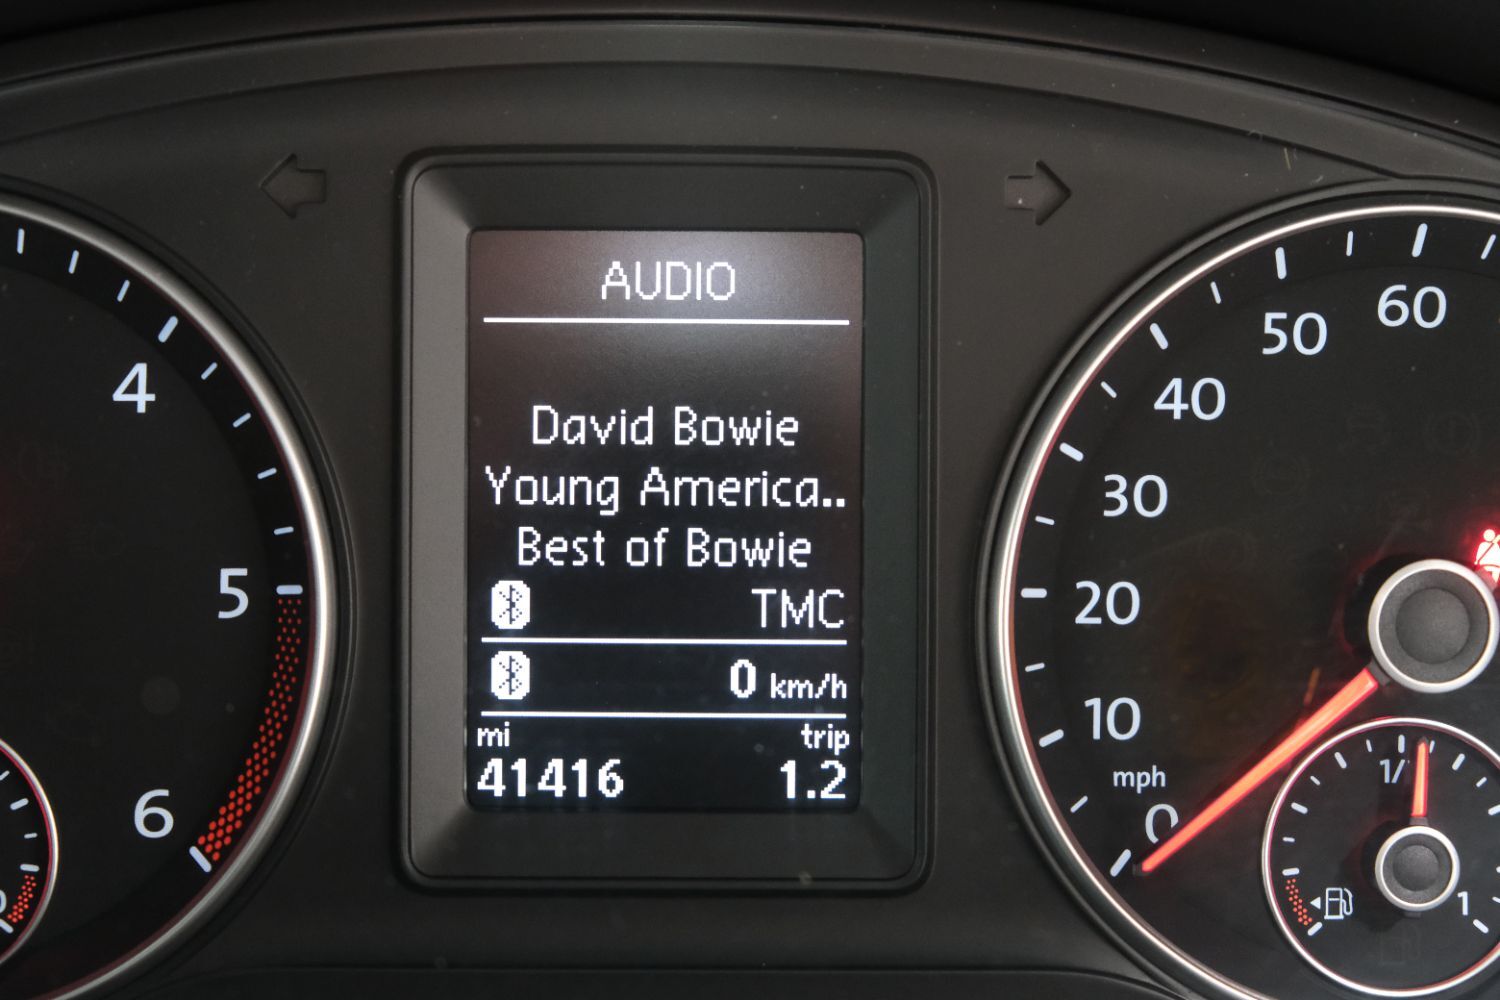 AUDIO
David Bowie
Young America..
Best of Bowie
TMC
0 km/h
mi trip
41416 1.2
4
5
6
60
50
40
30
20
10
mph
0
1/
1